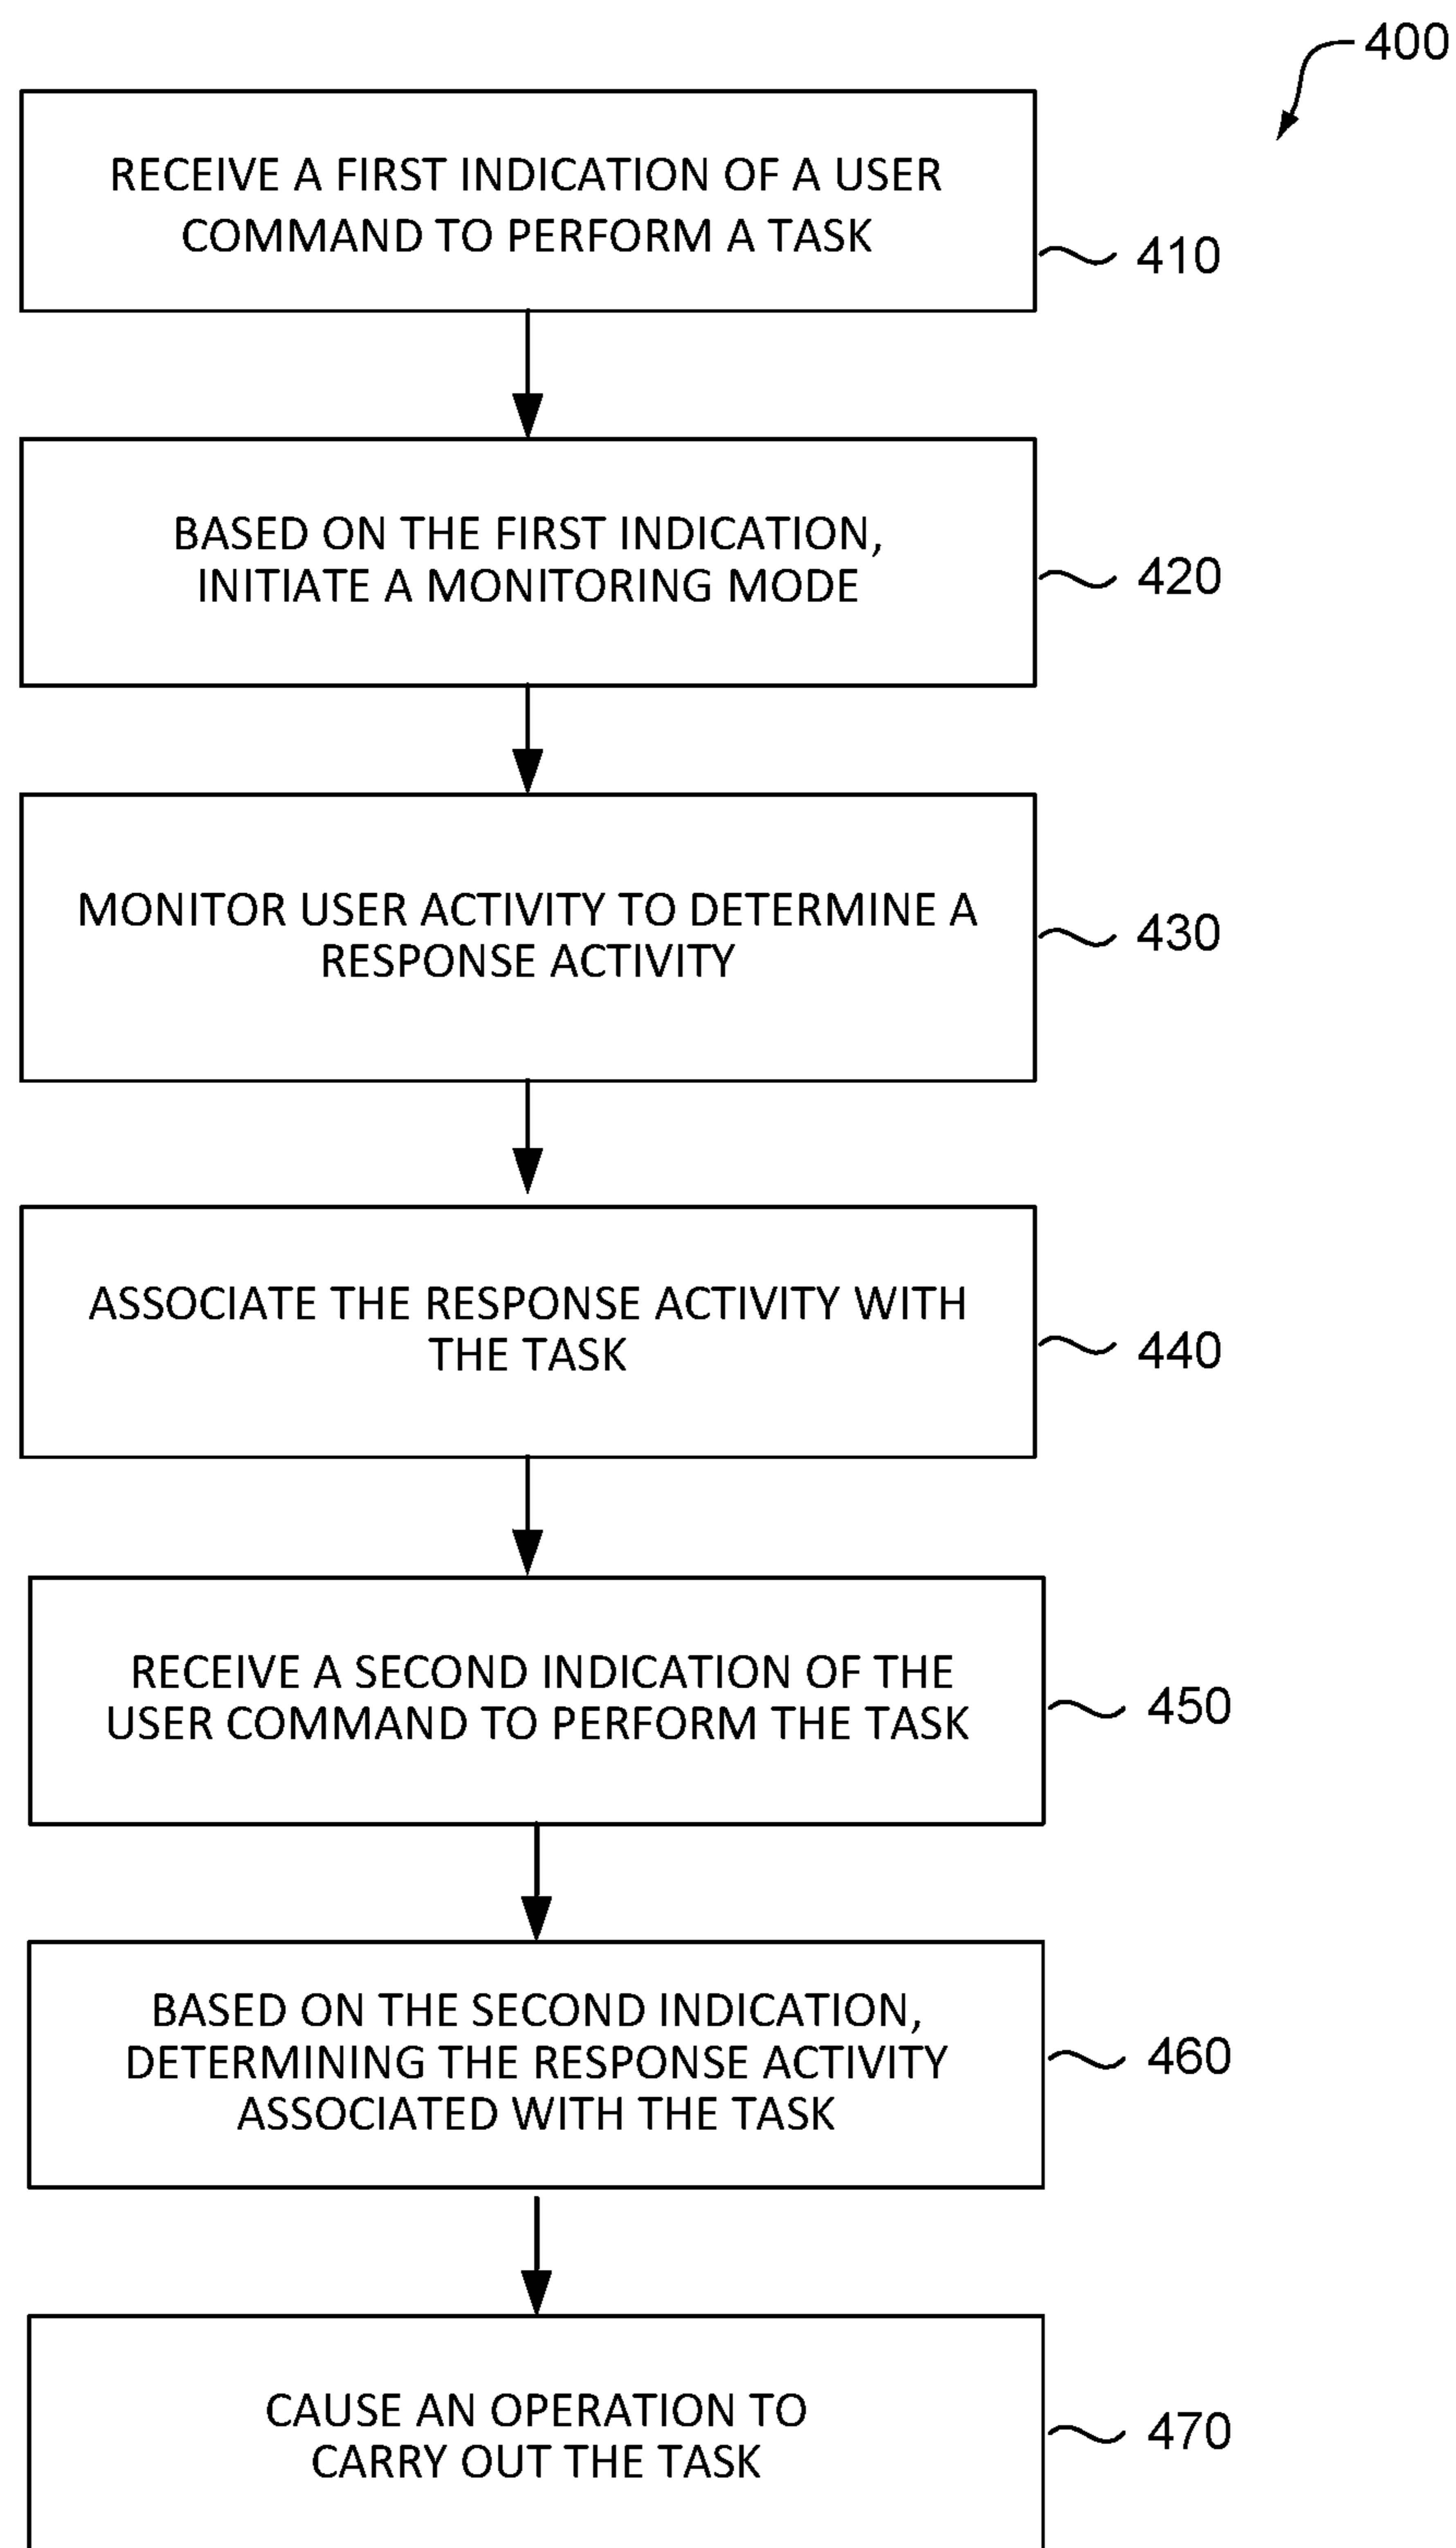 400
RECEIVE A FIRST INDICATION OF A USER
COMMAND TO PERFORM A TASK
410
BASED ON THE FIRST INDICATION,
INITIATE A MONITORING MODE
420
MONITOR USER ACTIVITY TO DETERMINE A
RESPONSE ACTIVITY
430
ASSOCIATE THE RESPONSE ACTIVITY WITH
THE TASK
440
RECEIVE A SECOND INDICATION OF THE
USER COMMAND TO PERFORM THE TASK
450
BASED ON THE SECOND INDICATION,
DETERMINING THE RESPONSE ACTIVITY
ASSOCIATED WITH THE TASK
460
CAUSE AN OPERATION TO
CARRY OUT THE TASK
470